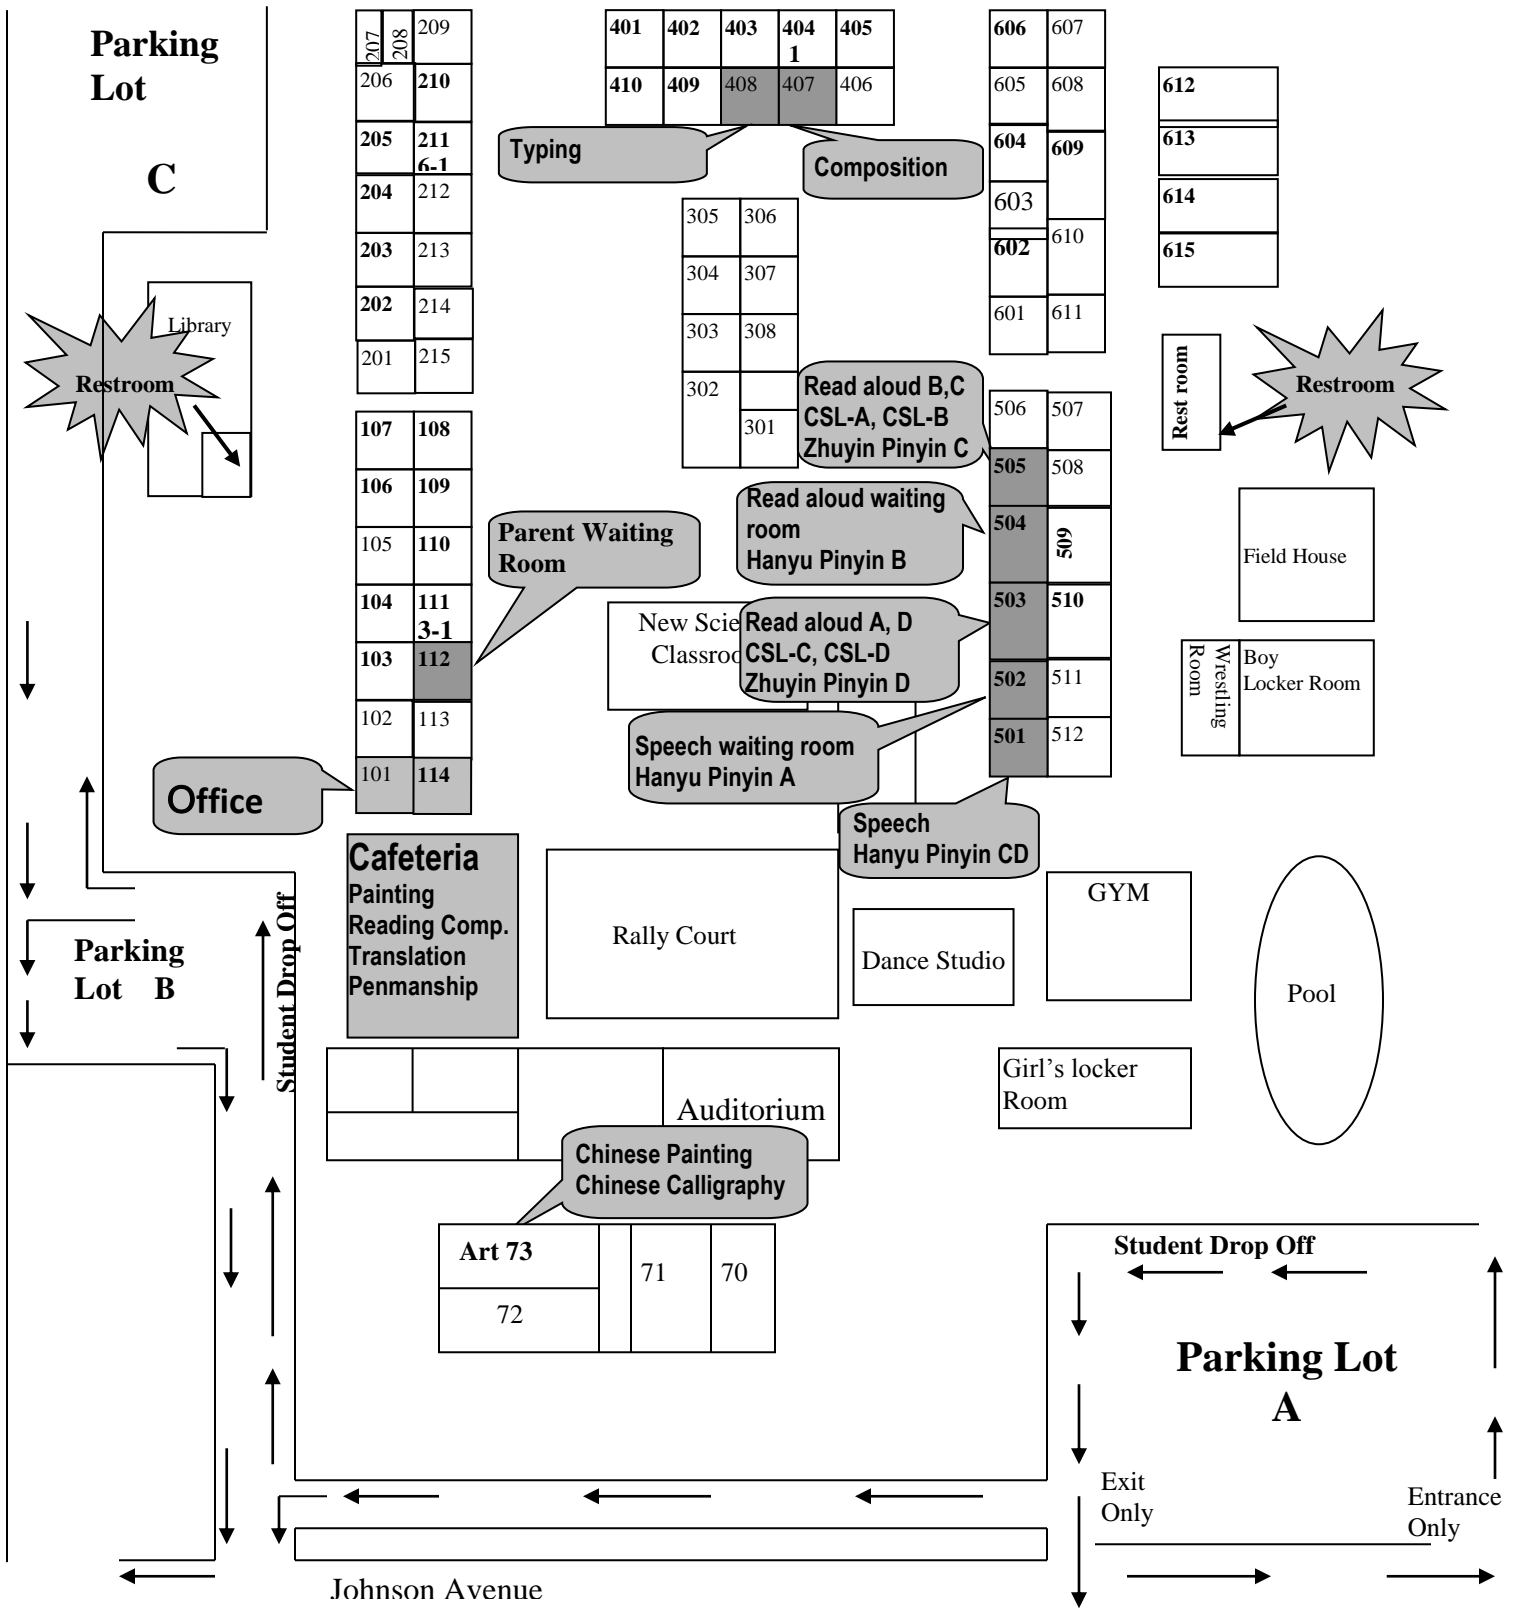 Parking
Lot
C
207
208
209
206
210
205
211
6-1
204
212
203
213
202
214
201
215
401
402
403
404
1
405
410
409
408
407
406
Typing
Composition
606
607
605
608
604
609
603
602
610
601
611
612
613
614
615
305
306
304
307
303
308
302
301
Library
Restroom
Rest room
Restroom
Read aloud B,C
CSL-A, CSL-B
Zhuyin Pinyin C
506
507
505
508
504
509
503
510
502
511
501
512
107
108
106
109
105
110
104
111
3-1
103
112
102
113
101
114
Parent Waiting
Room
Read aloud waiting
room
Hanyu Pinyin B
New Scie
Classroo
Read aloud A, D
CSL-C, CSL-D
Zhuyin Pinyin D
Speech waiting room
Hanyu Pinyin A
Speech
Hanyu Pinyin CD
Field House
Wrestling
Room
Boy
Locker Room
Office
Cafeteria
Painting
Reading Comp.
Translation
Penmanship
Rally Court
Dance Studio
GYM
Pool
Parking
Lot B
Student Drop Off
Girl's locker
Room
Auditorium
Chinese Painting
Chinese Calligraphy
Art 73
72
71
70
Student Drop Off
Parking Lot
A
Exit
Only
Entrance
Only
Johnson Avenue